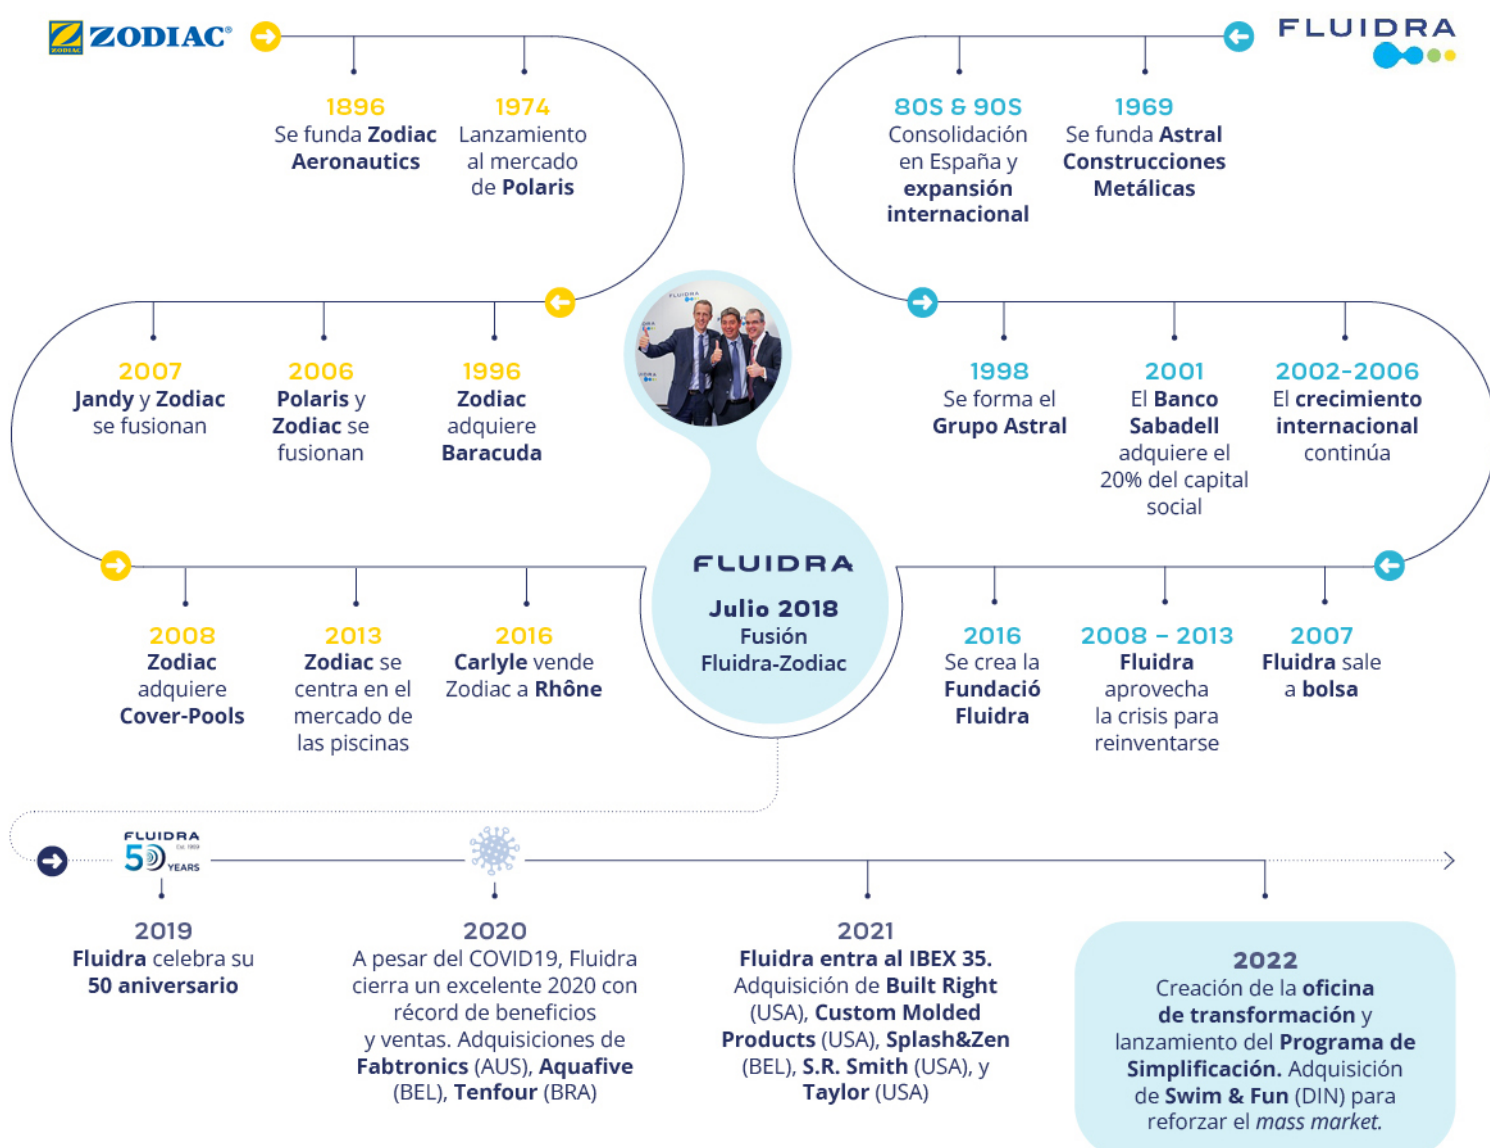 ZODIAC®
ZODIAC
1896
Se funda Zodiac
Aeronautics
1974
Lanzamiento
al mercado
de Polaris
FLUIDRA
80S & 90S
Consolidación
en España y
expansión
internacional
1969
Se funda Astral
Construcciones
Metálicas
2007
Jandy y Zodiac
se fusionan
2006
Polaris y
Zodiac se
fusionan
1996
Zodiac
adquiere
Baracuda
FLUIDRA
1998
Se forma el
Grupo Astral
2001
El Banco
Sabadell
adquiere el
20% del capital
social
2002-2006
El crecimiento
internacional
continúa
2008
Zodiac
adquiere
Cover-Pools
2013
Zodiac se
centra en el
mercado de
las piscinas
2016
Carlyle vende
Zodiac a Rhône
FLUIDRA
Julio 2018
Fusión
Fluidra-Zodiac
2016
Se crea la
Fundació
Fluidra
2008 – 2013
Fluidra
aprovecha
la crisis para
reinventarse
2007
Fluidra sale
a bolsa
FLUIDRA
Est. 1969
50 YEARS
2019
Fluidra celebra su
50 aniversario
2020
A pesar del COVID19, Fluidra
cierra un excelente 2020 con
récord de beneficios
y ventas. Adquisiciones de
Fabtronics (AUS), Aquafive
(BEL), Tenfour (BRA)
2021
Fluidra entra al IBEX 35.
Adquisición de Built Right
(USA), Custom Molded
Products (USA), Splash&Zen
(BEL), S.R. Smith (USA), y
Taylor (USA)
2022
Creación de la oficina
de transformación y
lanzamiento del Programa de
Simplificación. Adquisición
de Swim & Fun (DIN) para
reforzar el mass market.